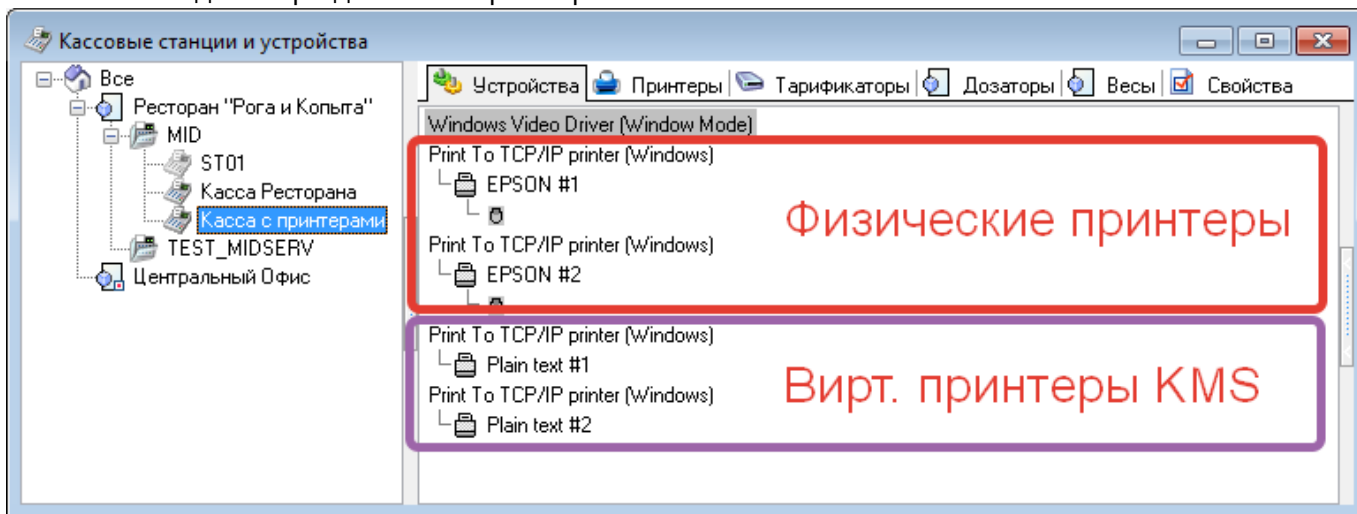 Кассовые станции и устройства
Все
Ресторан "Рога и Копыта"
MID
ST01
Касса Ресторана
Касса с принтерами
TEST_MIDSERV
Центральный Офис
Устройства Принтеры Тарификаторы Дозаторы Весы Свойства
Windows Video Driver (Window Mode)
Print To TCP/IP printer (Windows)
EPSON #1
Физические принтеры
Print To TCP/IP printer (Windows)
EPSON #2
Print To TCP/IP printer (Windows)
Plain text #1
Вирт. принтеры KMS
Print To TCP/IP printer (Windows)
Plain text #2